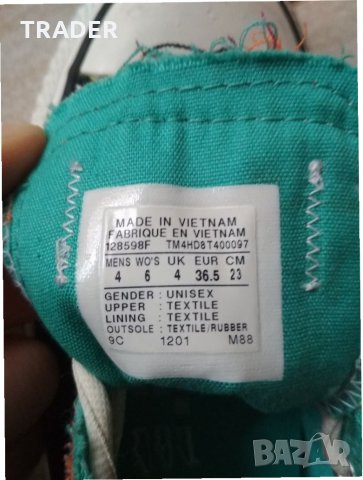 TRADER
MADE IN VIETNAM
FABRIQUE EN VIETNAM
128598F TM4HD8T400097
MENS WO'S UK EUR CM
4 6 4 36.5 23
GENDER : UNISEX
UPPER : TEXTILE
LINING : TEXTILE
OUTSOLE : TEXTILE/RUBBER
9C 1201 M88
BAZAR